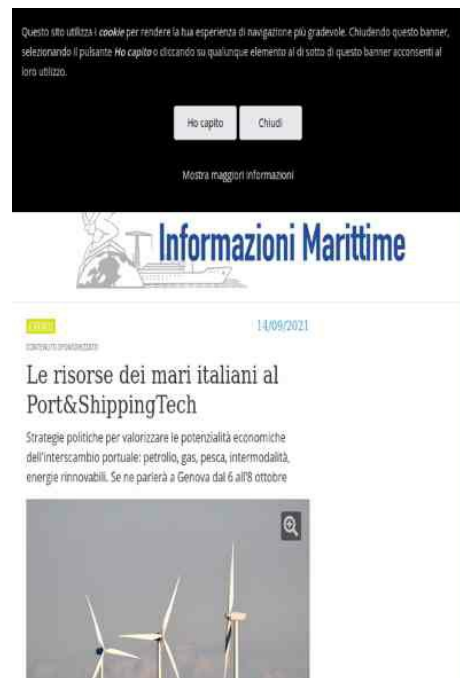 Questo sito utilizza i cookie per rendere la tua esperienza di navigazione più gradevole. Chiudendo questo banner,
selezionando il pulsante Ho capito o cliccando su qualunque elemento al di sotto di questo banner acconsenti al
loro utilizzo.
Ho capito
Chiudi
Mostra maggiori informazioni
Informazioni Marittime
14/09/2021
CONTENUTO SPONSORIZZATO
Le risorse dei mari italiani al
Port&ShippingTech
Strategie politiche per valorizzare le potenzialità economiche
dell'interscambio portuale: petrolio, gas, pesca, intermodalità,
energie rinnovabili. Se ne parlerà a Genova dal 6 all'8 ottobre